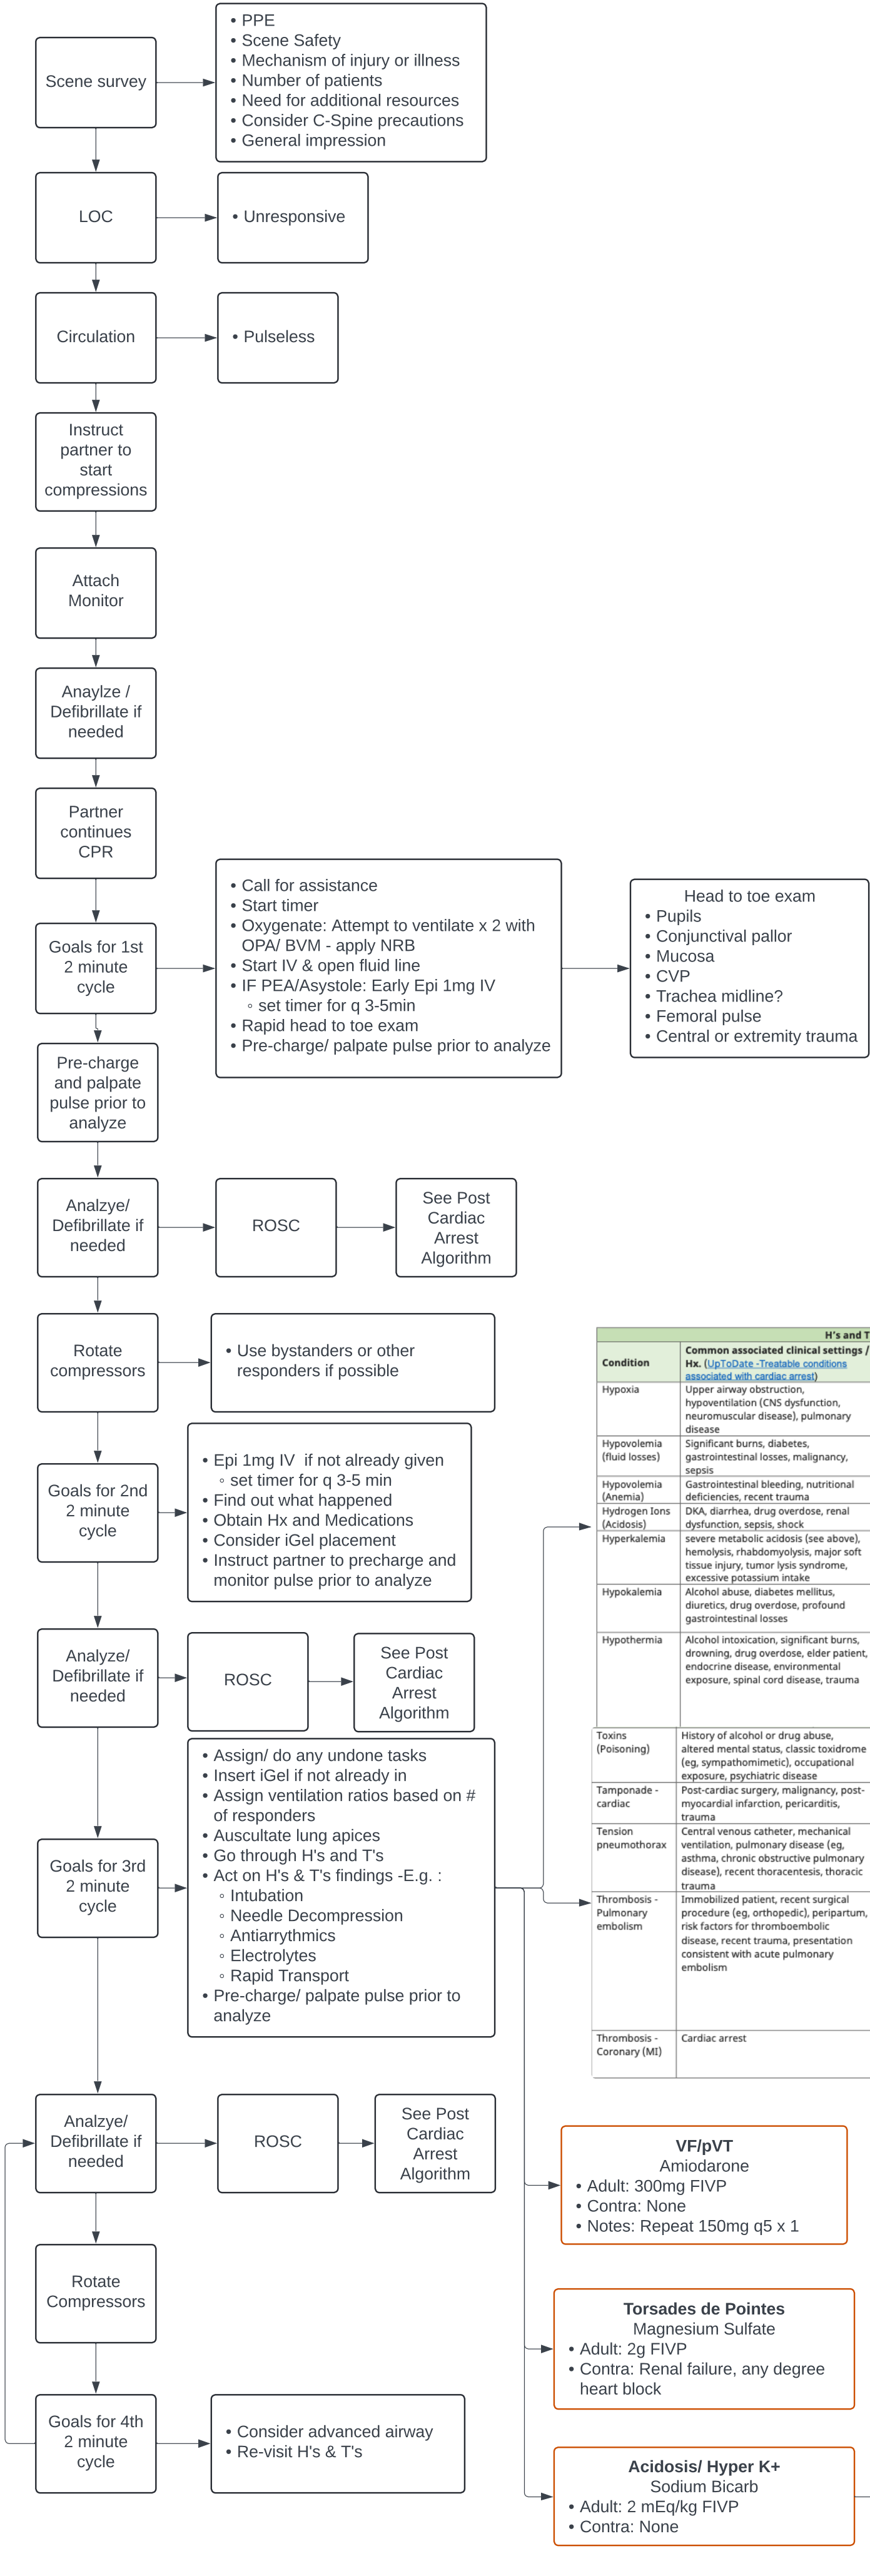 Scene survey
• PPE
• Scene Safety
• Mechanism of injury or illness
• Number of patients
• Need for additional resources
• Consider C-Spine precautions
• General impression
LOC
• Unresponsive
Circulation
• Pulseless
Instruct
partner to
start
compressions
Attach
Monitor
Anaylze /
Defibrillate if
needed
Partner
continues
CPR
Goals for 1st
2 minute
cycle
• Call for assistance
• Start timer
• Oxygenate: Attempt to ventilate x 2 with
OPA/ BVM - apply NRB
• Start IV & open fluid line
• IF PEA/Asystole: Early Epi 1mg IV
◦ set timer for q 3-5min
• Rapid head to toe exam
• Pre-charge/ palpate pulse prior to analyze
Head to toe exam
• Pupils
• Conjunctival pallor
• Mucosa
• CVP
• Trachea midline?
• Femoral pulse
• Central or extremity trauma
Pre-charge
and palpate
pulse prior to
analyze
Analzye/
Defibrillate if
needed
ROSC
See Post
Cardiac
Arrest
Algorithm
Rotate
compressors
• Use bystanders or other
responders if possible
Goals for 2nd
2 minute
cycle
• Epi 1mg IV  if not already given
◦ set timer for q 3-5 min
• Find out what happened
• Obtain Hx and Medications
• Consider iGel placement
• Instruct partner to precharge and
monitor pulse prior to analyze
Analyze/
Defibrillate if
needed
ROSC
See Post
Cardiac
Arrest
Algorithm
Goals for 3rd
2 minute
cycle
• Assign/ do any undone tasks
• Insert iGel if not already in
• Assign ventilation ratios based on #
of responders
• Auscultate lung apices
• Go through H's and T's
• Act on H's & T's findings -E.g. :
◦ Intubation
◦ Needle Decompression
◦ Antiarrythmics
◦ Electrolytes
◦ Rapid Transport
• Pre-charge/ palpate pulse prior to
analyze
H's and T
Condition
Common associated clinical settings /
Hx. (UpToDate -Treatable conditions
associated with cardiac arrest)
Hypoxia
Upper airway obstruction,
hypoventilation (CNS dysfunction,
neuromuscular disease), pulmonary
disease
Hypovolemia
(fluid losses)
Significant burns, diabetes,
gastrointestinal losses, malignancy,
sepsis
Hypovolemia
(Anemia)
Gastrointestinal bleeding, nutritional
deficiencies, recent trauma
Hydrogen Ions
(Acidosis)
DKA, diarrhea, drug overdose, renal
dysfunction, sepsis, shock
Hyperkalemia
severe metabolic acidosis (see above),
hemolysis, rhabdomyolysis, major soft
tissue injury, tumor lysis syndrome,
excessive potassium intake
Hypokalemia
Alcohol abuse, diabetes mellitus,
diuretics, drug overdose, profound
gastrointestinal losses
Hypothermia
Alcohol intoxication, significant burns,
drowning, drug overdose, elder patient,
endocrine disease, environmental
exposure, spinal cord disease, trauma
Toxins
(Poisoning)
History of alcohol or drug abuse,
altered mental status, classic toxidrome
(eg, sympathomimetic), occupational
exposure, psychiatric disease
Tamponade -
cardiac
Post-cardiac surgery, malignancy, post-
myocardial infarction, pericarditis,
trauma
Tension
pneumothorax
Central venous catheter, mechanical
ventilation, pulmonary disease (eg,
asthma, chronic obstructive pulmonary
disease), recent thoracentesis, thoracic
trauma
Thrombosis -
Pulmonary
embolism
Immobilized patient, recent surgical
procedure (eg, orthopedic), peripartum,
risk factors for thromboembolic
disease, recent trauma, presentation
consistent with acute pulmonary
embolism
Thrombosis -
Coronary (MI)
Cardiac arrest
Analzye/
Defibrillate if
needed
ROSC
See Post
Cardiac
Arrest
Algorithm
VF/pVT
Amiodarone
• Adult: 300mg FIVP
• Contra: None
• Notes: Repeat 150mg q5 x 1
Rotate
Compressors
Torsades de Pointes
Magnesium Sulfate
• Adult: 2g FIVP
• Contra: Renal failure, any degree
heart block
Goals for 4th
2 minute
cycle
• Consider advanced airway
• Re-visit H's & T's
Acidosis/ Hyper K+
Sodium Bicarb
• Adult: 2 mEq/kg FIVP
• Contra: None